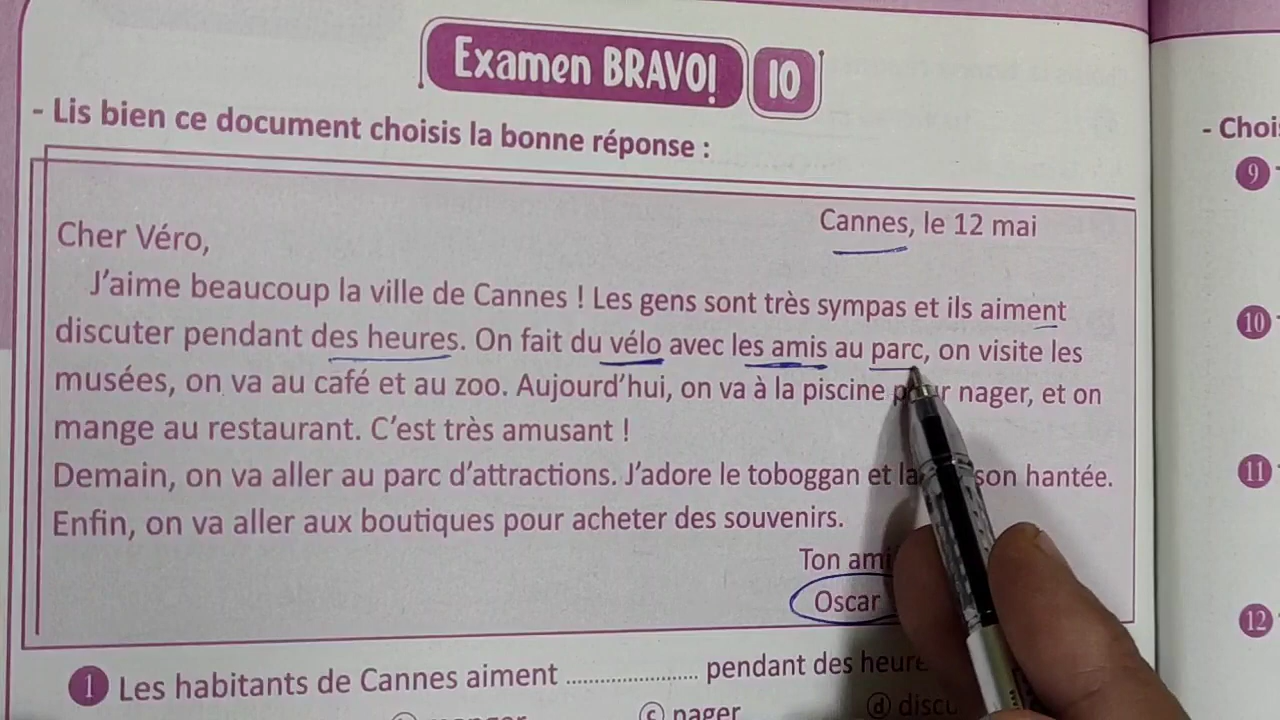 Examen BRAVO! 10
- Lis bien ce document choisis la bonne réponse :
Cannes, le 12 mai
Cher Véro,
J'aime beaucoup la ville de Cannes ! Les gens sont très sympas et ils aiment
discuter pendant des heures. On fait du vélo avec les amis au parc, on visite les
musées, on va au café et au zoo. Aujourd'hui, on va à la piscine nager, et on
mange au restaurant. C'est très amusant !
Demain, on va aller au parc d'attractions. J'adore le toboggan et hantée.
Enfin, on va aller aux boutiques pour acheter des souvenirs.
Ton ami
Oscar
1 Les habitants de Cannes aiment ...................... pendant des
c nager d
- Choi
9
10
11
12